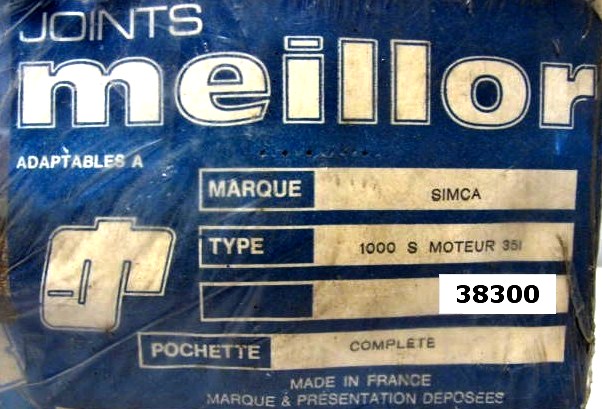 JOINTS
meillor
ADAPTABLES A
MARQUE SIMCA
TYPE 1000 S MOTEUR 351
38300
POCHETTE COMPLETE
MADE IN FRANCE
MARQUE & PRÉSENTATION DEPOSÉES